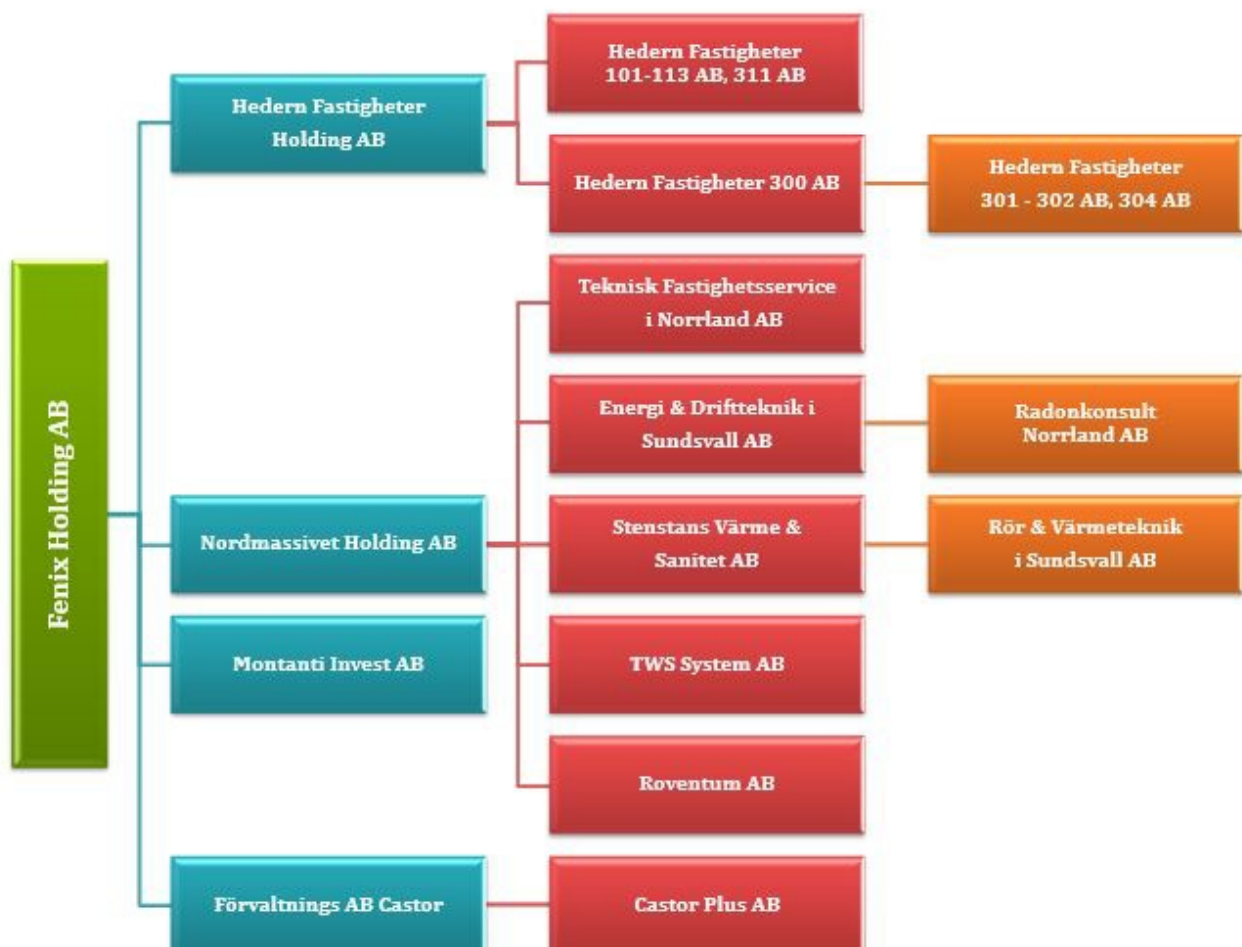 Fenix Holding AB
Hedern Fastigheter
Holding AB
Hedern Fastigheter
101-113 AB, 311 AB
Hedern Fastigheter 300 AB
Hedern Fastigheter
301 - 302 AB, 304 AB
Nordmassivet Holding AB
Teknisk Fastighetsservice
i Norrland AB
Energi & Driftteknik i
Sundsvall AB
Radonkonsult
Norrland AB
Stenstans Värme &
Sanitet AB
Rör & Värmeteknik
i Sundsvall AB
TWS System AB
Roventum AB
Montanti Invest AB
Förvaltnings AB Castor
Castor Plus AB